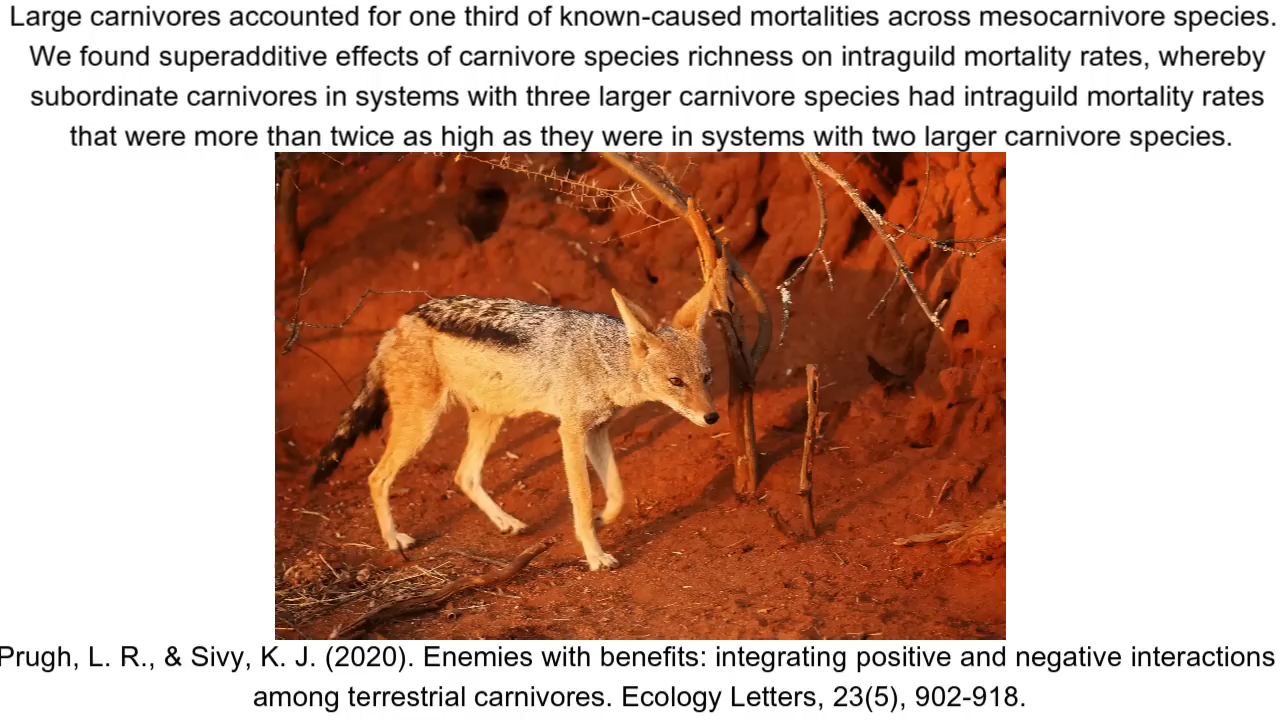 Large carnivores accounted for one third of known-caused mortalities across mesocarnivore species.
We found superadditive effects of carnivore species richness on intraguild mortality rates, whereby
subordinate carnivores in systems with three larger carnivore species had intraguild mortality rates
that were more than twice as high as they were in systems with two larger carnivore species.
Prugh, L. R., & Sivy, K. J. (2020). Enemies with benefits: integrating positive and negative interactions
among terrestrial carnivores. Ecology Letters, 23(5), 902-918.